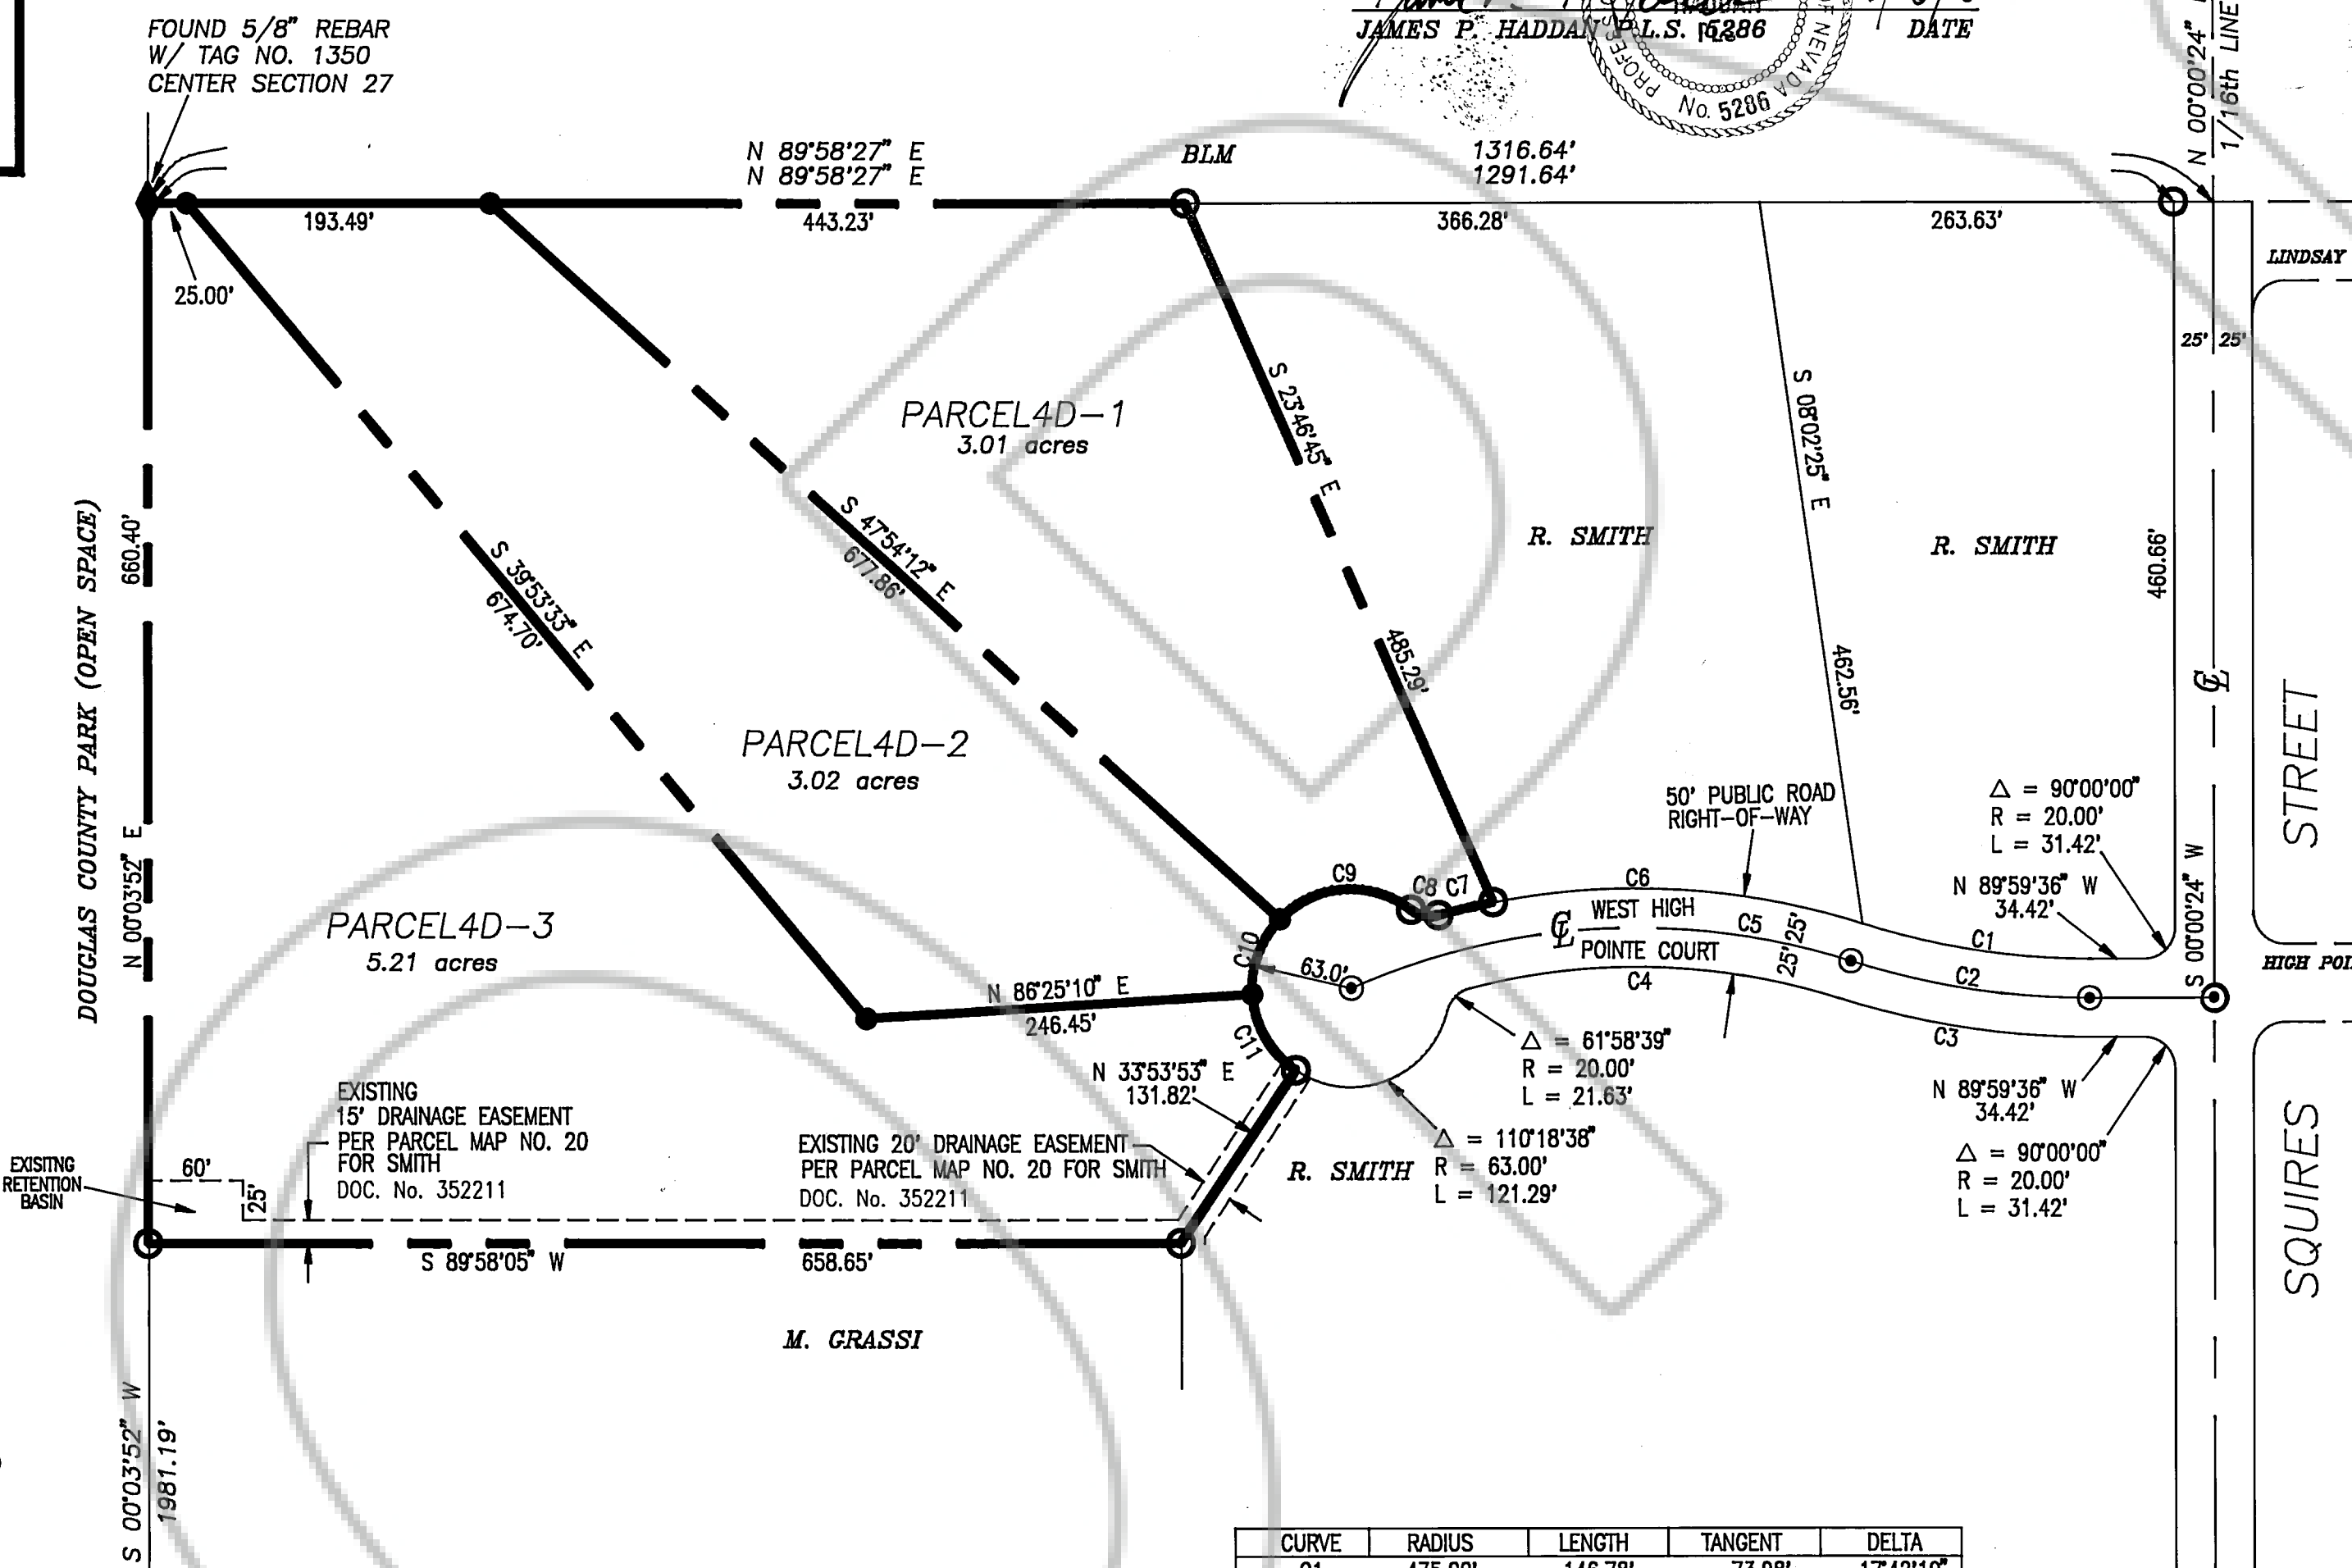 FOUND 5/8" REBAR
W/ TAG NO. 1350
CENTER SECTION 27
JAMES P. HADDAN P.L.S. 5286
DATE
PROFES
OF NEVADA
No. 5286
N 00°00'24"
1/16th LINE
N 89°58'27" E
N 89°58'27" E
BLM
1316.64'
1291.64'
193.49'
443.23'
366.28'
263.63'
25.00'
LINDSAY
25' 25'
PARCEL4D-1
3.01 acres
S 23°46'45" E
485.29'
S 08°02'25" E
462.56'
R. SMITH
R. SMITH
460.66'
DOUGLAS COUNTY PARK (OPEN SPACE)
660.40'
N 00°03'52" E
S 39°53'33" E
674.70'
S 47°54'12" E
677.86'
PARCEL4D-2
3.02 acres
STREET
50' PUBLIC ROAD
RIGHT-OF-WAY
Δ = 90°00'00"
R = 20.00'
L = 31.42'
N 89°59'36" W
34.42'
S 00°00'24" W
C9
C8 C7
C6
WEST HIGH
POINTE COURT
C5
25' 25'
C1
C2
C4
C3
C10
63.0'
C11
HIGH POI
PARCEL4D-3
5.21 acres
N 86°25'10" E
246.45'
Δ = 61°58'39"
R = 20.00'
L = 21.63'
N 33°53'53" E
131.82'
N 89°59'36" W
34.42'
EXISTING
15' DRAINAGE EASEMENT
PER PARCEL MAP NO. 20
FOR SMITH
DOC. No. 352211
EXISTING 20' DRAINAGE EASEMENT
PER PARCEL MAP NO. 20 FOR SMITH
DOC. No. 352211
R. SMITH
Δ = 110°18'38"
R = 63.00'
L = 121.29'
Δ = 90°00'00"
R = 20.00'
L = 31.42'
SQUIRES
EXISITNG
RETENTION
BASIN
60'
25'
S 89°58'05" W
658.65'
M. GRASSI
S 00°03'52" W
1981.19'
CURVE RADIUS LENGTH TANGENT DELTA